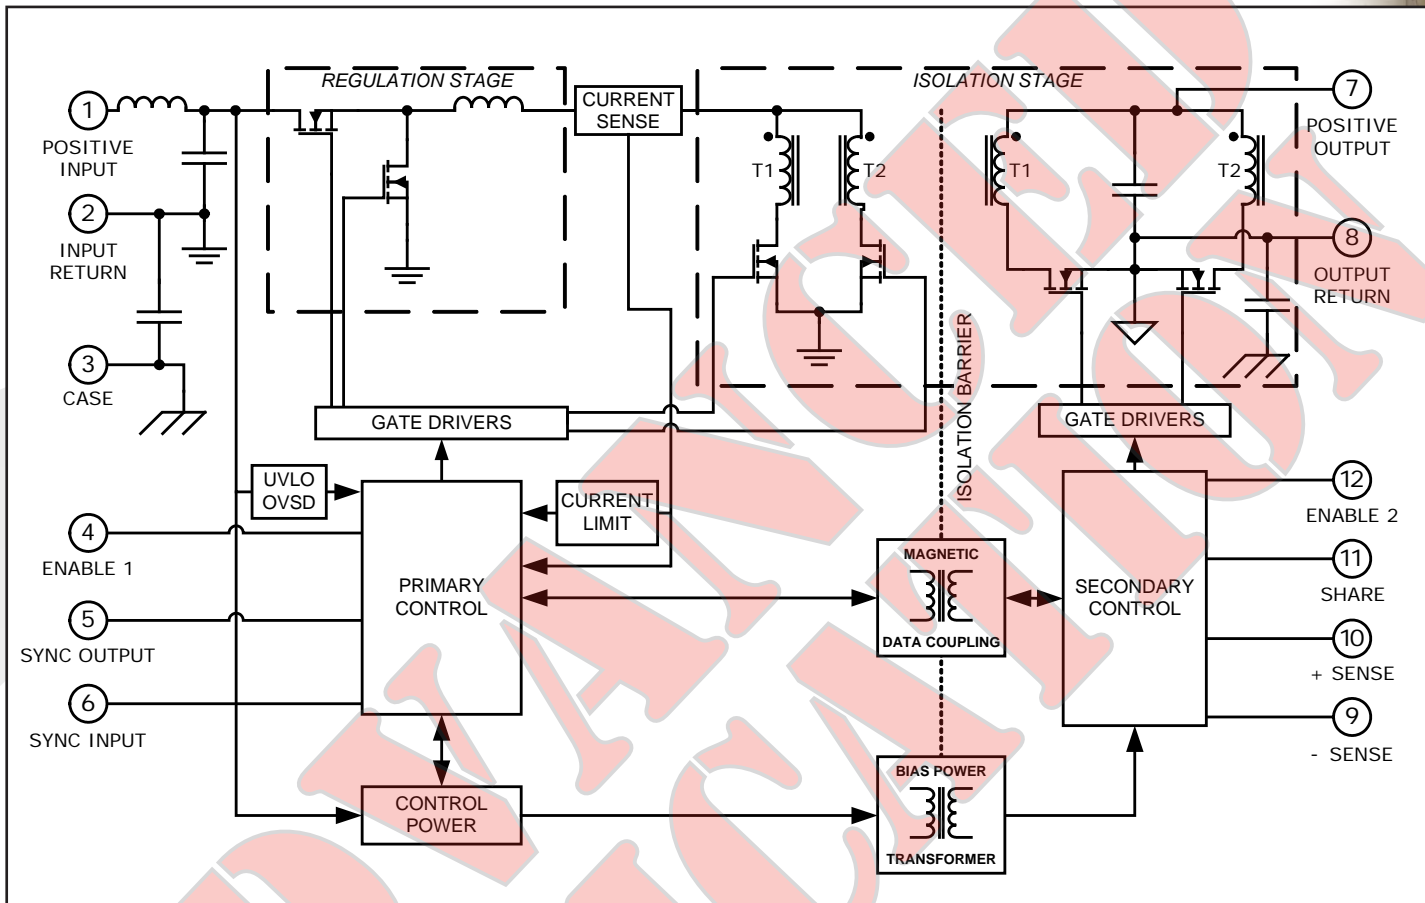 REGULATION STAGE
ISOLATION STAGE
1
POSITIVE
INPUT
2
INPUT
RETURN
3
CASE
CURRENT
SENSE
T1
T2
T1
T2
7
POSITIVE
OUTPUT
8
OUTPUT
RETURN
ISOLATION BARRIER
GATE DRIVERS
GATE DRIVERS
UVLO
OVSD
CURRENT
LIMIT
4
ENABLE 1
5
SYNC OUTPUT
6
SYNC INPUT
PRIMARY
CONTROL
MAGNETIC
DATA COUPLING
SECONDARY
CONTROL
12
ENABLE 2
11
SHARE
10
+ SENSE
9
- SENSE
CONTROL
POWER
BIAS POWER
TRANSFORMER